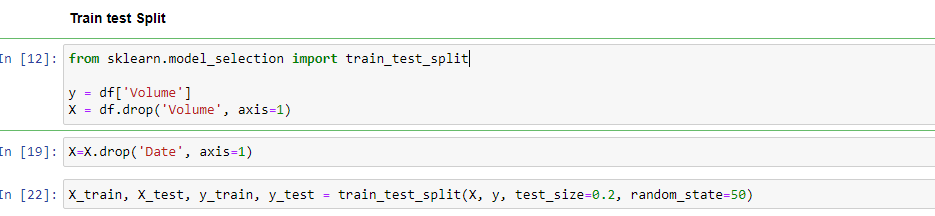 Train test Split
In [12]: from sklearn.model_selection import train_test_split
y = df['Volume']
X = df.drop('Volume', axis=1)
In [19]: X=X.drop('Date', axis=1)
In [22]: X_train, X_test, y_train, y_test = train_test_split(X, y, test_size=0.2, random_state=50)